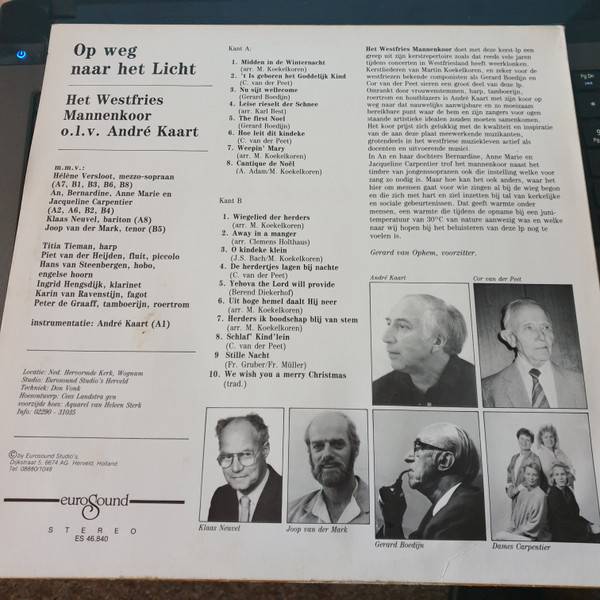 Op weg
naar het Licht
Het Westfries
Mannenkoor
o.l.v. André Kaart
m.m.v.:
Hélène Versloot, mezzo-sopraan
(A7, B1, B3, B6, B8)
An, Bernardine, Anne Marie en
Jacqueline Carpentier
(A2, A6, B2, B4)
Klaas Neuvel, bariton (A8)
Joop van der Mark, tenor (B5)
Titia Tieman, harp
Piet van der Heijden, fluit, piccolo
Hans van Steenbergen, hobo,
engelse hoorn
Ingrid Hengsdijk, klarinet
Karin van Ravenstijn, fagot
Peter de Graaff, tamboerijn, roertrom
instrumentatie: André Kaart (A1)
Locatie: Ned. Hervormde Kerk, Wognum
Studio: Eurosound Studio's Herveld
Techniek: Don Vonk
Hoesontwerp: Cees Landstra gvn
voorzijde hoes: Aquarel van Heleen Sterk
Info: 02290 - 31035
© by Eurosound Studio's,
Dijkstraat 5, 6674 AG Herveld, Holland
Tel. 08880/1048
euroSound
STEREO
ES 46.840
Kant A:
1. Midden in de Winternacht
(arr. M. Koekelkoren)
2. 't Is geboren het Goddelijk Kind
(C. van der Peet)
3. Nu sijt wellecome
(Gerard Boedijn)
4. Leise rieselt der Schnee
(arr. Karl Best)
5. The first Noel
(Gerard Boedijn)
6. Hoe leit dit kindeke
(C. van der Peet)
7. Weepin' Mary
(arr. M. Koekelkoren)
8. Cantique de Noël
(A. Adam/M. Koekelkoren)
Kant B
1. Wiegelied der herders
(arr. M. Koekelkoren)
2. Away in a manger
(arr. Clemens Holthaus)
3. O kindeke klein
(J.S. Bach/M. Koekelkoren)
4. De herdertjes lagen bij nachte
(C. van der Peet)
5. Yehova the Lord will provide
(Berend Diekerhof)
6. Uit hoge hemel daalt Hij neer
(arr. M. Koekelkoren)
7. Herders ik boodschap blij van stem
(arr. M. Koekelkoren)
8. Schlaf' Kind'lein
(C. van der Peet)
9 Stille Nacht
(Fr. Gruber/Fr. Müller)
10. We wish you a merry Christmas
(trad.)
Het Westfries Mannenkoor doet met deze kerst-lp een
greep uit zijn kerstrepertoire zoals dat reeds vele jaren
tijdens concerten in Westfriesland heeft weerklonken.
Kerstliederen van Martin Koekelkoren, en zeker voor de
westfriezen bekende componisten als Gerard Boedijn en
Cor van der Peet sieren een groot deel van deze lp.
Omrankt door vrouwenstemmen, harp, tamboerijn,
roertrom en houtblazers is André Kaart met zijn koor op
weg naar dat nauwelijks aanwijsbare en zo moeizaam
bereikbare punt waar de hem en zijn zangers voor ogen
staande artistieke idealen zouden moeten samenkomen.
Het koor prijst zich gelukkig met de kwaliteit en inspiratie
van de aan deze plaat meewerkende muzikanten,
grotendeels in het westfriese muziekleven actief als
docenten en uitvoerende musici.
In An en haar dochters Bernardine, Anne Marie en
Jacqueline Carpentier trof het mannenkoor naast het
timbre van jongenssopranen ook die instelling welke voor
zang zo nodig is. Maar hoe kan het ook anders, waar het
hier om mensen gaat voor wie zingen al bij de wieg begon
en die zich met hart en ziel inzetten bij tal van kerkelijke
en sociale gebeurtenissen. Dat geeft warmte onder
mensen, een warmte die tijdens de opname bij een juni-
temperatuur van 30°C van nature aanwezig was en welke
naar wij hopen bij het beluisteren van deze lp nog te
voelen is.
Gerard van Ophem, voorzitter.
André Kaart
Cor van der Peet
Klaas Neuvel
Joop van der Mark
Gerard Boedijn
Dames Carpentier